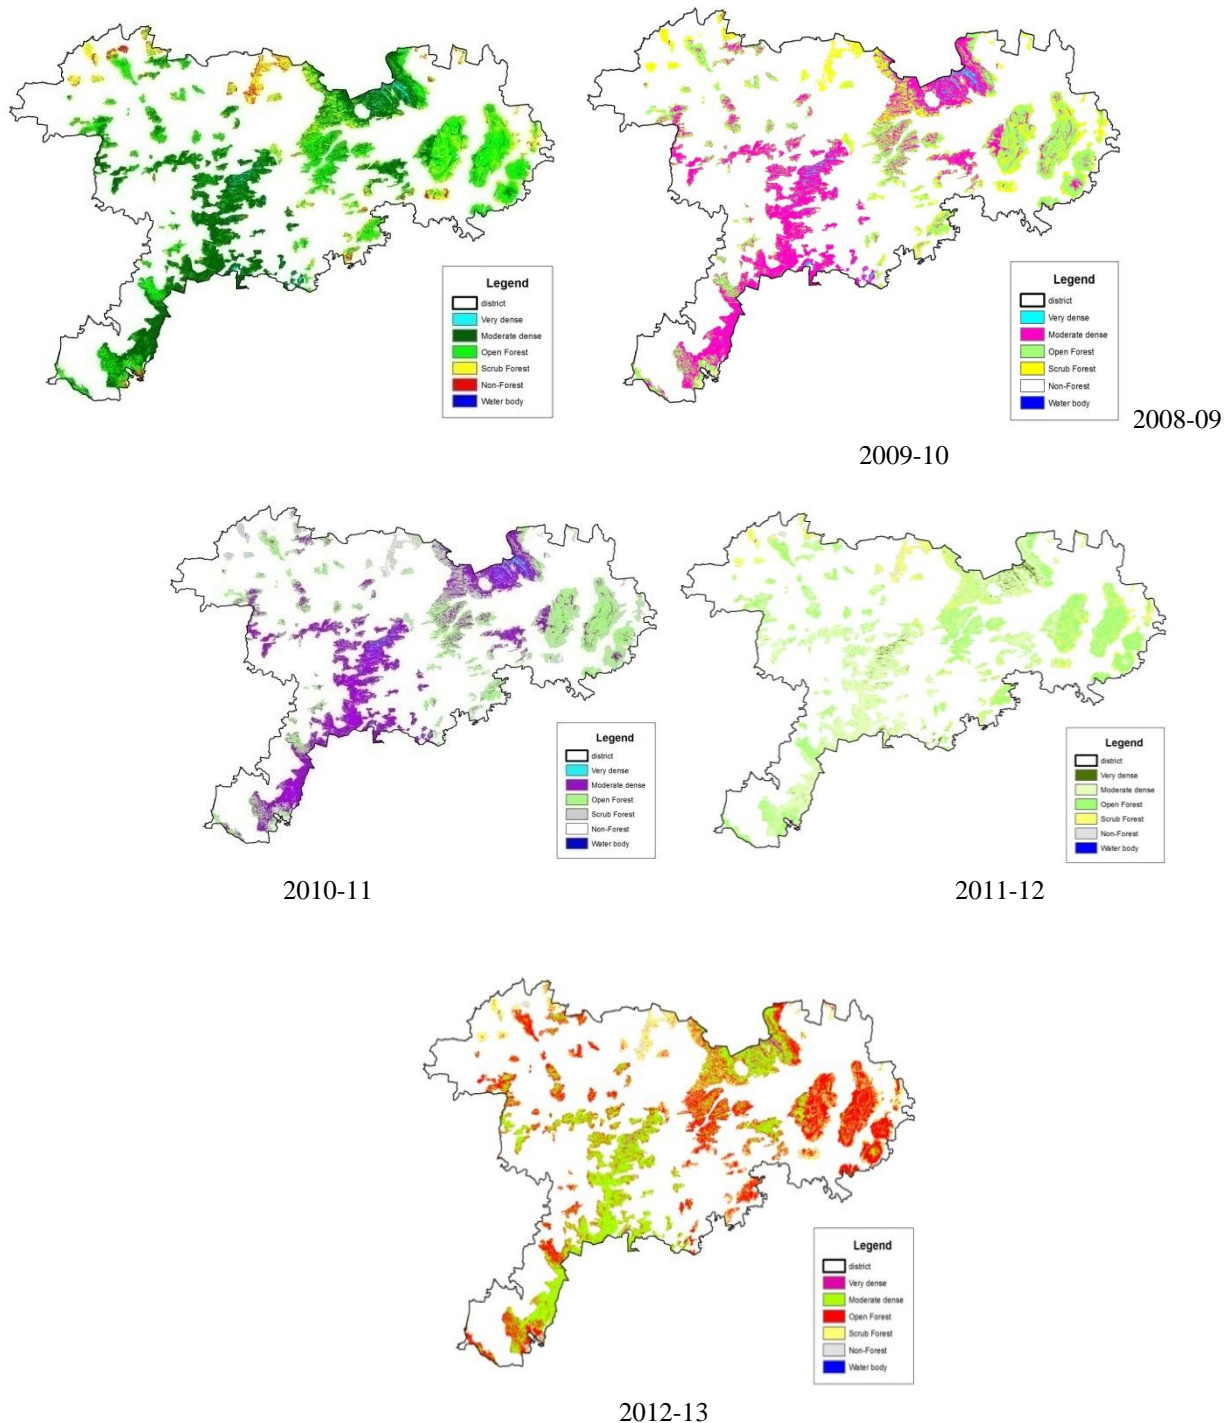 Legend
district
Very dense
Moderate dense
Open Forest
Scrub Forest
Non-Forest
Water body
Legend
district
Very dense
Moderate dense
Open Forest
Scrub Forest
Non-Forest
Water body
2008-09
2009-10
Legend
district
Very dense
Moderate dense
Open Forest
Scrub Forest
Non-Forest
Water body
Legend
district
Very dense
Moderate dense
Open Forest
Scrub Forest
Non-Forest
Water body
2010-11
2011-12
Legend
district
Very dense
Moderate dense
Open Forest
Scrub Forest
Non-Forest
Water body
2012-13